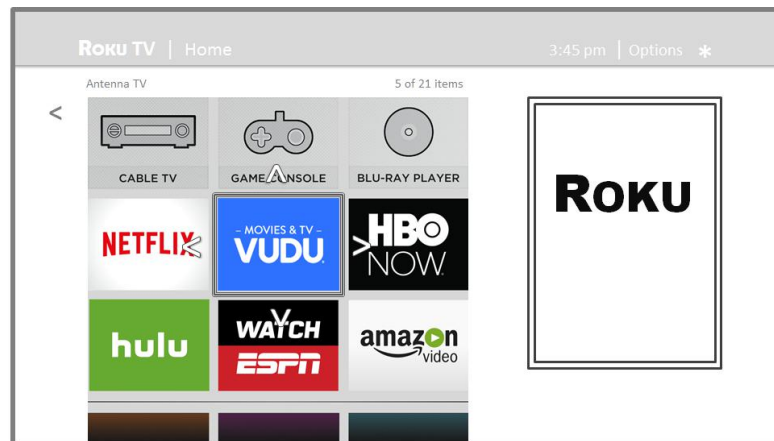 ROKU TV | Home
3:45 pm | Options *
Antenna TV
5 of 21 items
<
CABLE TV
GAME CONSOLE
BLU-RAY PLAYER
NETFLIX
– MOVIES & TV –
VUDU
HBO
NOW
hulu
WATCH
ESPN
amazon
video
ROKU